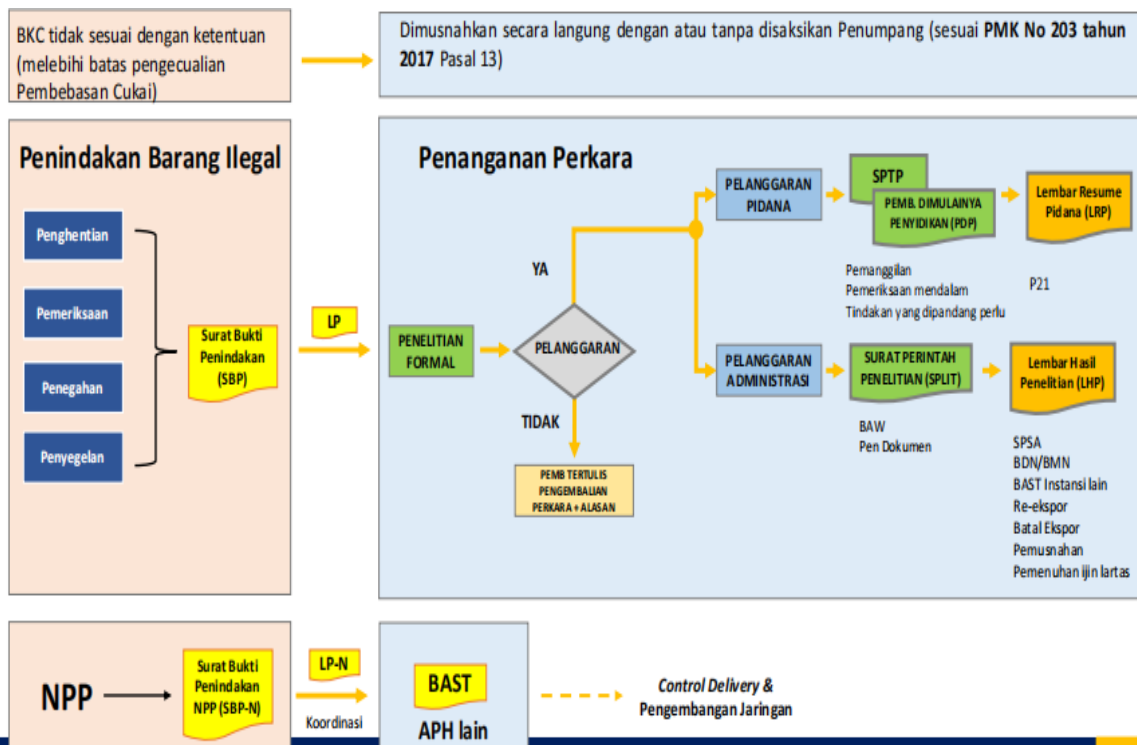 BKC tidak sesuai dengan ketentuan
(melebihi batas pengecualian
Pembebasan Cukai)
Dimusnahkan secara langsung dengan atau tanpa disaksikan Penumpang (sesuai PMK No 203 tahun
2017 Pasal 13)
Penindakan Barang Ilegal
Penghentian
Pemeriksaan
Penegahan
Penyegelan
Surat Bukti
Penindakan
(SBP)
LP
Penanganan Perkara
PENELITIAN
FORMAL
PELANGGARAN
YA
TIDAK
PEMB TERTULIS
PENGEMBALIAN
PERKARA + ALASAN
PELANGGARAN
PIDANA
SPTP
PEMB. DIMULAINYA
PENYIDIKAN (PDP)
Lembar Resume
Pidana (LRP)
Pemanggilan
Pemeriksaan mendalam
Tindakan yang dipandang perlu
P21
PELANGGARAN
ADMINISTRASI
SURAT PERINTAH
PENELITIAN (SPLIT)
Lembar Hasil
Penelitian (LHP)
BAW
Pen Dokumen
SPSA
BDN/BMN
BAST Instansi lain
Re-ekspor
Batal Ekspor
Pemusnahan
Pemenuhan ijin lartas
NPP
Surat Bukti
Penindakan
NPP (SBP-N)
LP-N
Koordinasi
BAST
APH lain
Control Delivery &
Pengembangan Jaringan